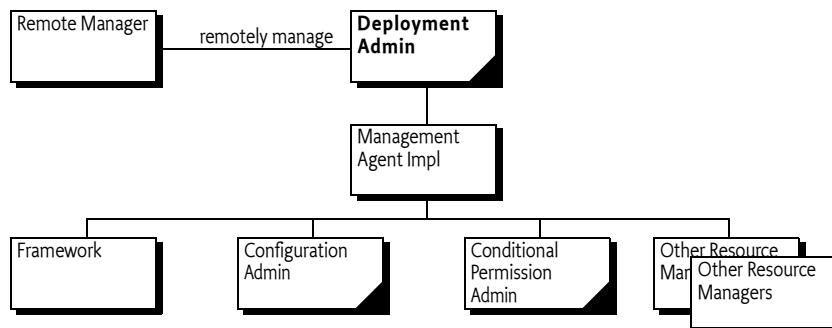 Remote Manager
remotely manage
Deployment
Admin
Management
Agent Impl
Framework
Configuration
Admin
Conditional
Permission
Admin
Other Resource
Man
Other Resource
Managers